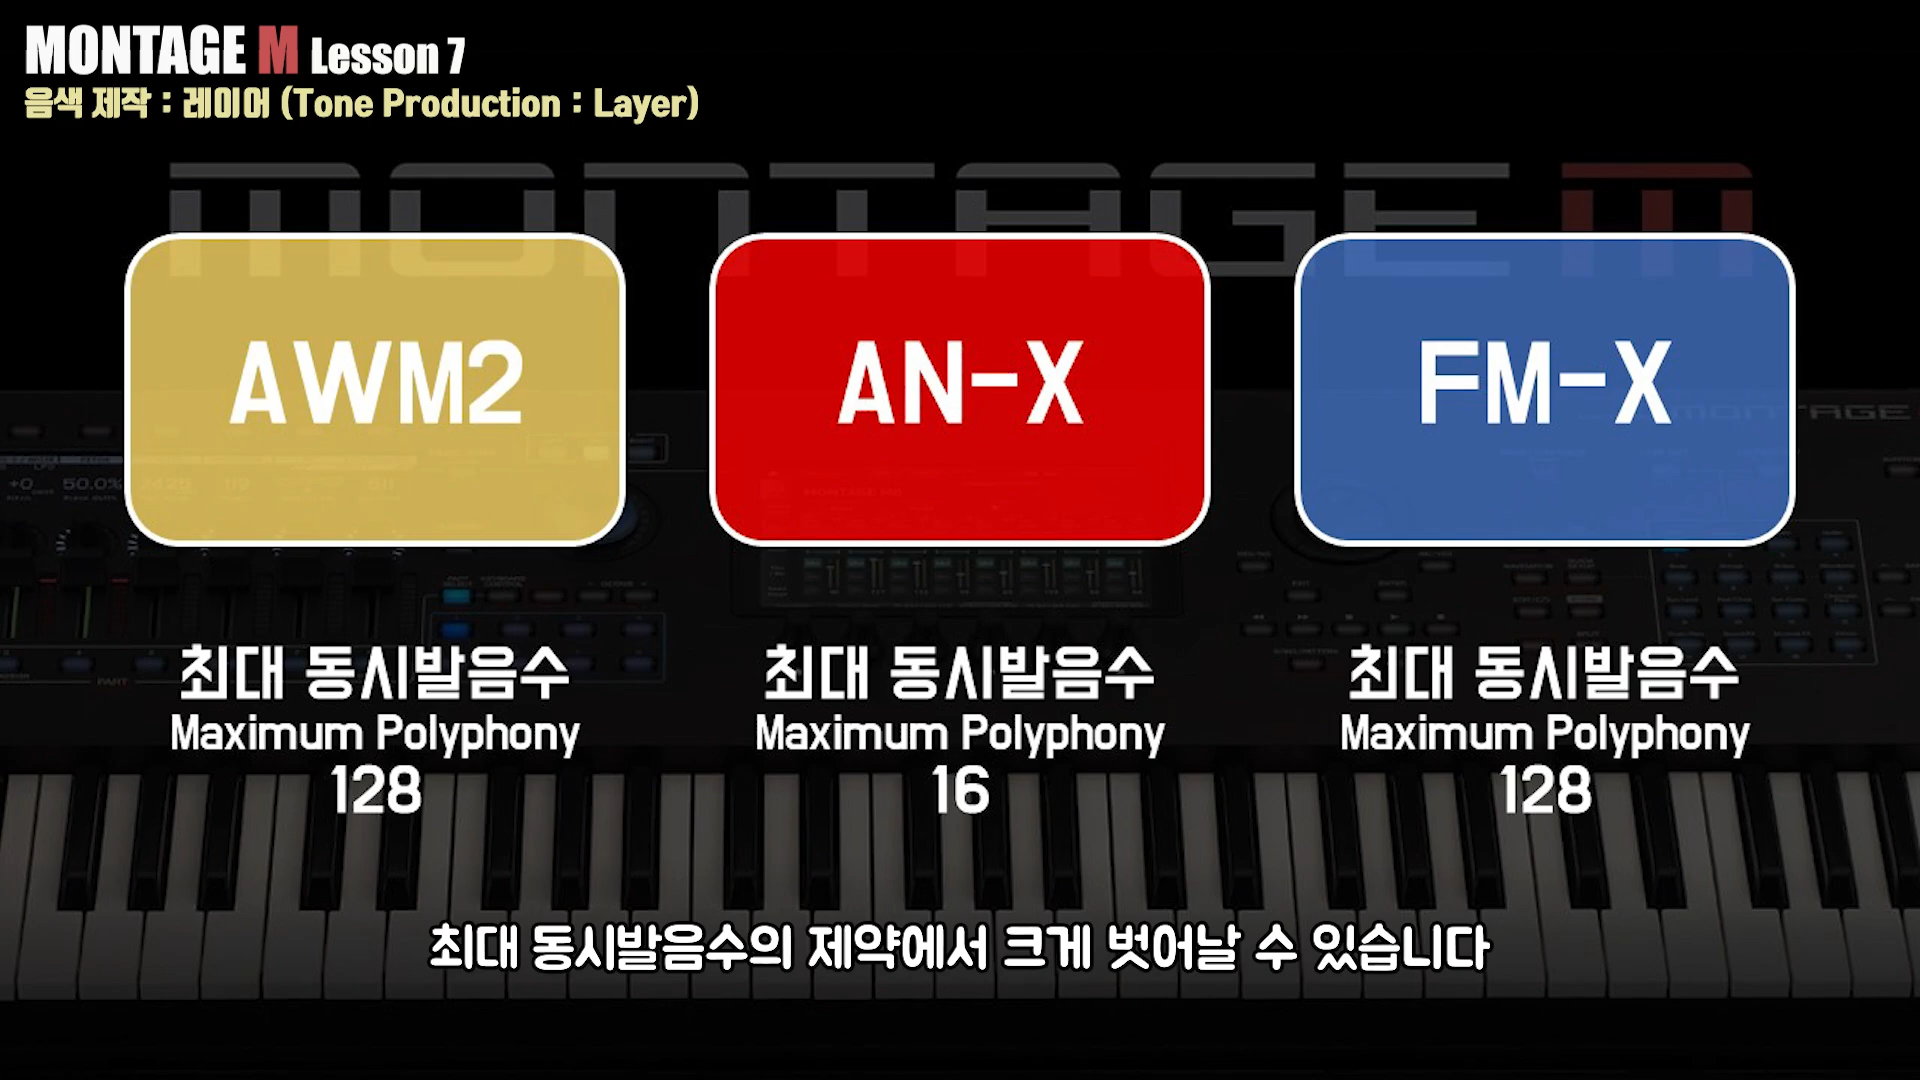 MONTAGE M Lesson 7
음색 제작 : 레이어 (Tone Production : Layer)
MONTAGE M
AWM2
AN-X
FM-X
MONTAGE
최대 동시발음수
Maximum Polyphony
128
최대 동시발음수
Maximum Polyphony
16
최대 동시발음수
Maximum Polyphony
128
PART
최대 동시발음수의 제약에서 크게 벗어날 수 있습니다